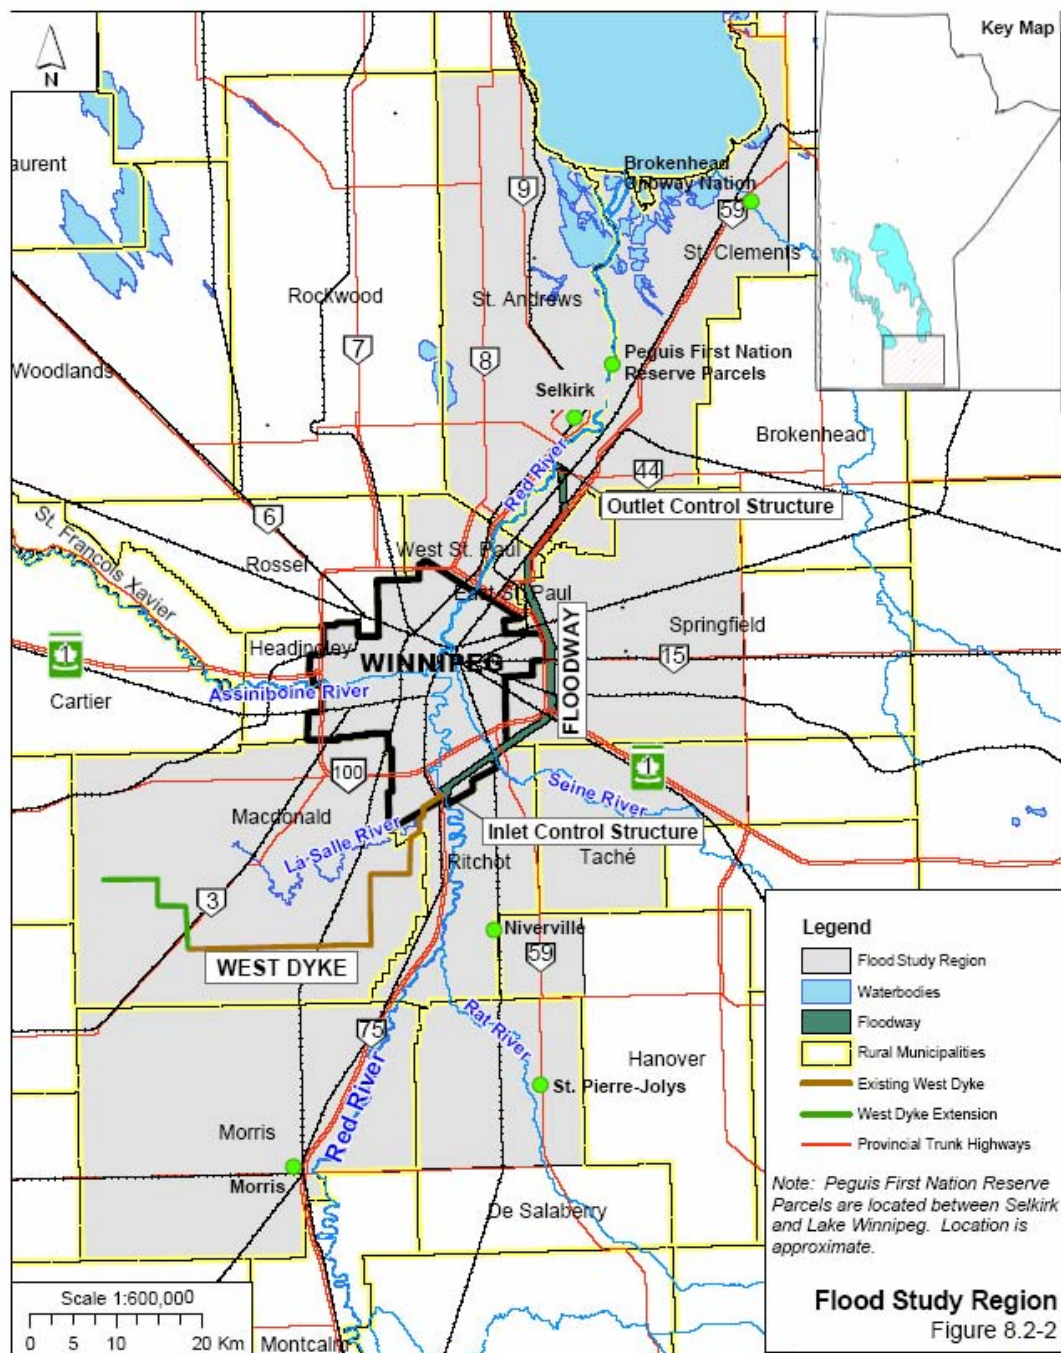 N
Key Map
aurent
9
Brokenhead
Ojibway Nation
59
St. Clements
Rockwood
St. Andrews
7
8
Woodlands
Peguis First Nation
Reserve Parcels
Selkirk
Brokenhead
Red River
44
Outlet Control Structure
6
St. Francois Xavier
Rosser
West St. Paul
East St. Paul
Springfield
Headingley
WINNIPEG
FLOODWAY
15
1
Cartier
Assiniboine River
1
100
Seine River
Macdonald
La Salle River
Inlet Control Structure
Ritchot
Taché
3
Niverville
WEST DYKE
59
75
Rat River
Hanover
Red River
St. Pierre-Jolys
Morris
Morris
De Salaberry
Montcalm
Legend
Flood Study Region
Waterbodies
Floodway
Rural Municipalities
Existing West Dyke
West Dyke Extension
Provincial Trunk Highways
Note: Peguis First Nation Reserve
Parcels are located between Selkirk
and Lake Winnipeg. Location is
approximate.
Scale 1:600,000
0 5 10 20 Km
Flood Study Region
Figure 8.2-2